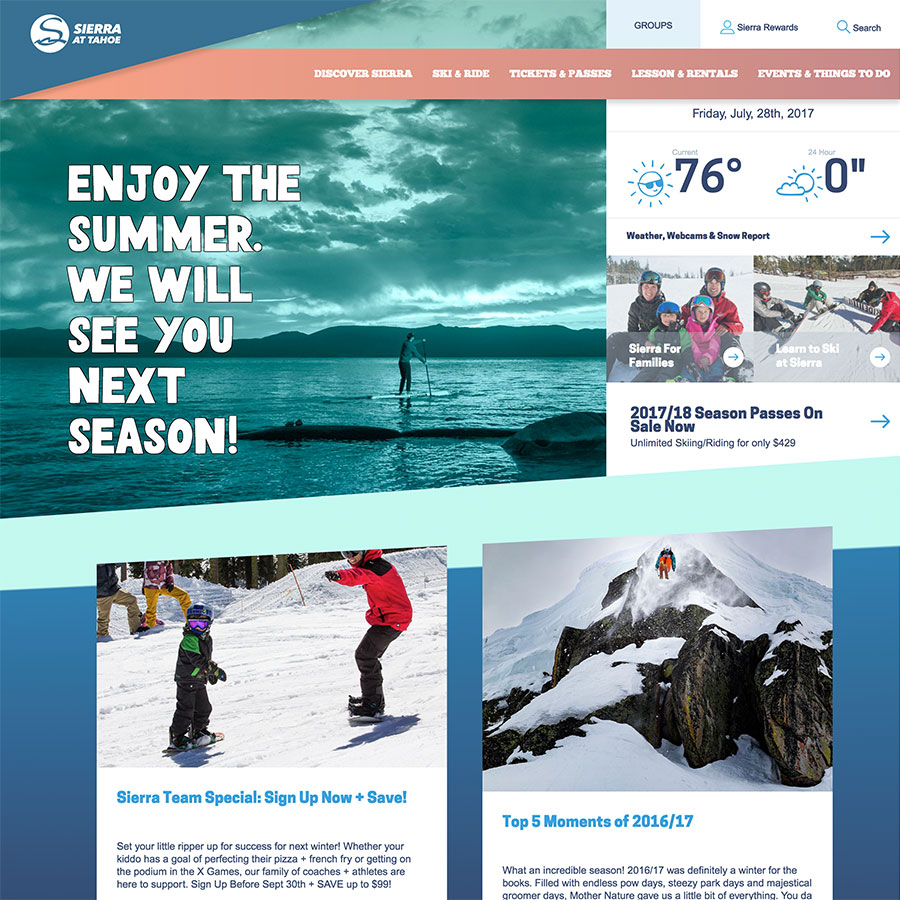 SIERRA
AT TAHOE
GROUPS
Sierra Rewards
Search
DISCOVER SIERRA
SKI & RIDE
TICKETS & PASSES
LESSON & RENTALS
EVENTS & THINGS TO DO
ENJOY THE
SUMMER.
WE WILL
SEE YOU
NEXT
SEASON!
Friday, July, 28th, 2017
Current
76°
24 Hour
0"
Weather, Webcams & Snow Report
Sierra For
Families
Learn to Ski
at Sierra
2017/18 Season Passes On
Sale Now
Unlimited Skiing/Riding for only $429
Sierra Team Special: Sign Up Now + Save!
Set your little ripper up for success for next winter! Whether your
kiddo has a goal of perfecting their pizza + french fry or getting on
the podium in the X Games, our family of coaches + athletes are
here to support. Sign Up Before Sept 30th + SAVE up to $99!
Top 5 Moments of 2016/17
What an incredible season! 2016/17 was definitely a winter for the
books. Filled with endless pow days, steezy park days and majestical
groomer days, Mother Nature gave us a little bit of everything. You da